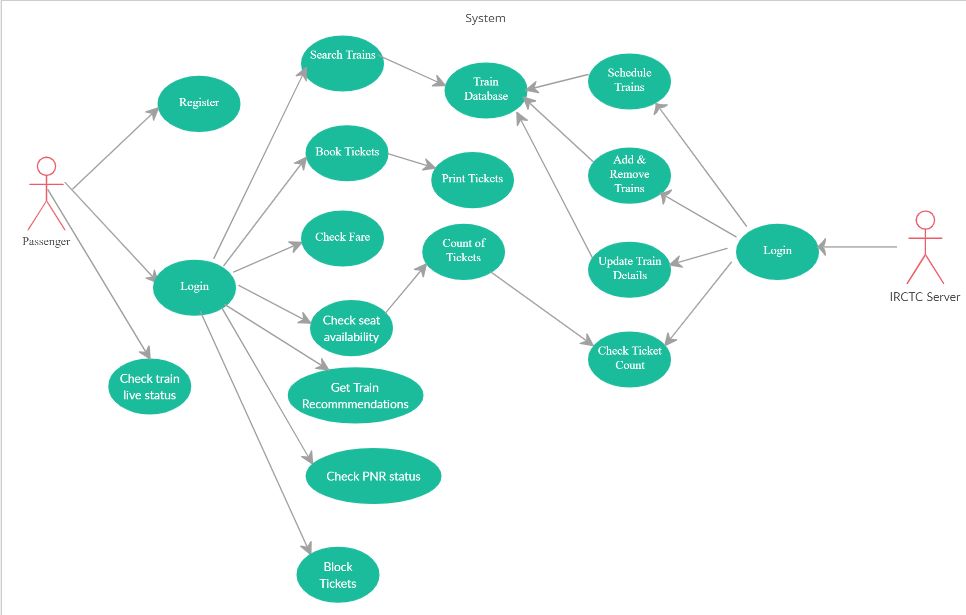 System
Search Trains
Schedule
Trains
Train
Database
Register
Book Tickets
Add &
Remove
Trains
Print Tickets
Passenger
Check Fare
Count of
Tickets
Login
Update Train
Details
Login
IRCTC Server
Check seat
availability
Check Ticket
Count
Check train
live status
Get Train
Recommmendations
Check PNR status
Block
Tickets